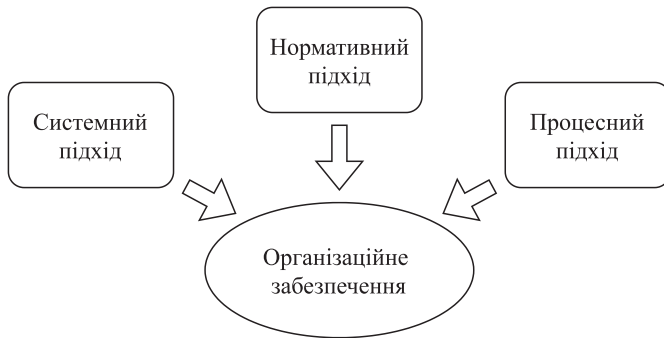 Нормативний
підхід
Системний
підхід
Процесний
підхід
Організаційне
забезпечення